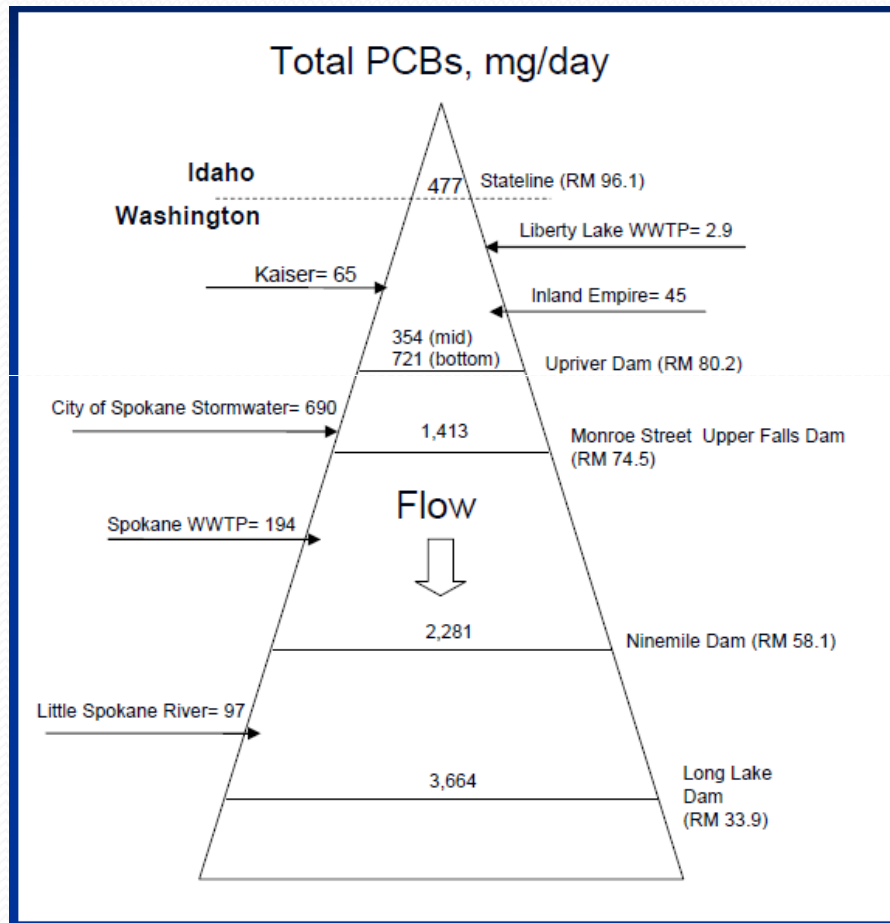 Total PCBs, mg/day
Idaho
477
Stateline (RM 96.1)
Washington
Liberty Lake WWTP= 2.9
Kaiser= 65
Inland Empire= 45
354 (mid)
721 (bottom)
Upriver Dam (RM 80.2)
City of Spokane Stormwater= 690
1,413
Monroe Street Upper Falls Dam
(RM 74.5)
Flow
Spokane WWTP= 194
2,281
Ninemile Dam (RM 58.1)
Little Spokane River= 97
3,664
Long Lake
Dam
(RM 33.9)